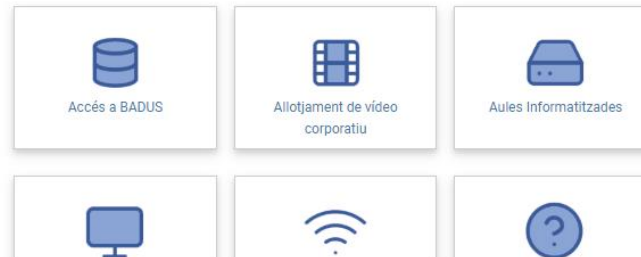 Accés a BADUS
Allotjament de vídeo
corporatiu
Aules Informatitzades